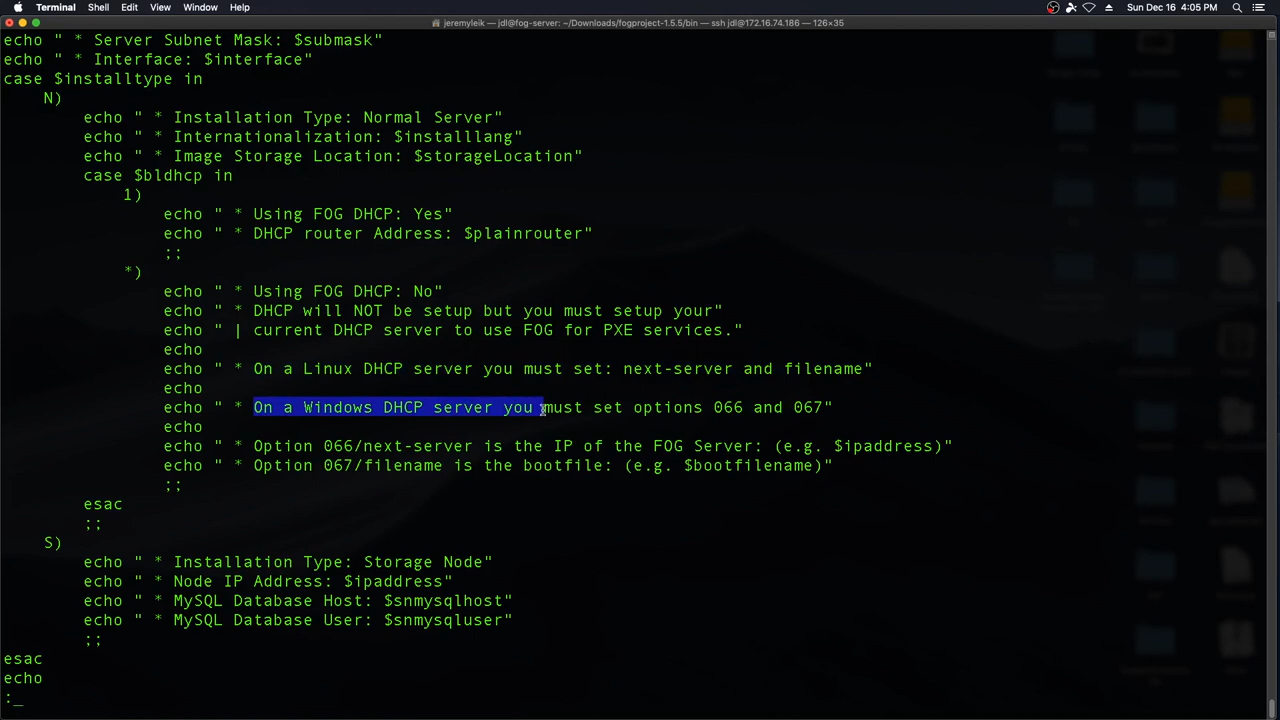 Terminal Shell Edit View Window Help Sun Dec 16 4:05 PM
jeremyleik — jdl@fog-server: ~/Downloads/fogproject-1.5.5/bin — ssh jdl@172.16.74.186 — 126×35
echo " * Server Subnet Mask: $submask"
echo " * Interface: $interface"
case $installtype in
    N)
        echo " * Installation Type: Normal Server"
        echo " * Internationalization: $installlang"
        echo " * Image Storage Location: $storageLocation"
        case $bldhcp in
            1)
                echo " * Using FOG DHCP: Yes"
                echo " * DHCP router Address: $plainrouter"
                ;;
            *)
                echo " * Using FOG DHCP: No"
                echo " * DHCP will NOT be setup but you must setup your"
                echo " | current DHCP server to use FOG for PXE services."
                echo
                echo " * On a Linux DHCP server you must set: next-server and filename"
                echo
                echo " * On a Windows DHCP server you must set options 066 and 067"
                echo
                echo " * Option 066/next-server is the IP of the FOG Server: (e.g. $ipaddress)"
                echo " * Option 067/filename is the bootfile: (e.g. $bootfilename)"
                ;;
        esac
        ;;
    S)
        echo " * Installation Type: Storage Node"
        echo " * Node IP Address: $ipaddress"
        echo " * MySQL Database Host: $snmysqlhost"
        echo " * MySQL Database User: $snmysqluser"
        ;;
esac
echo
: